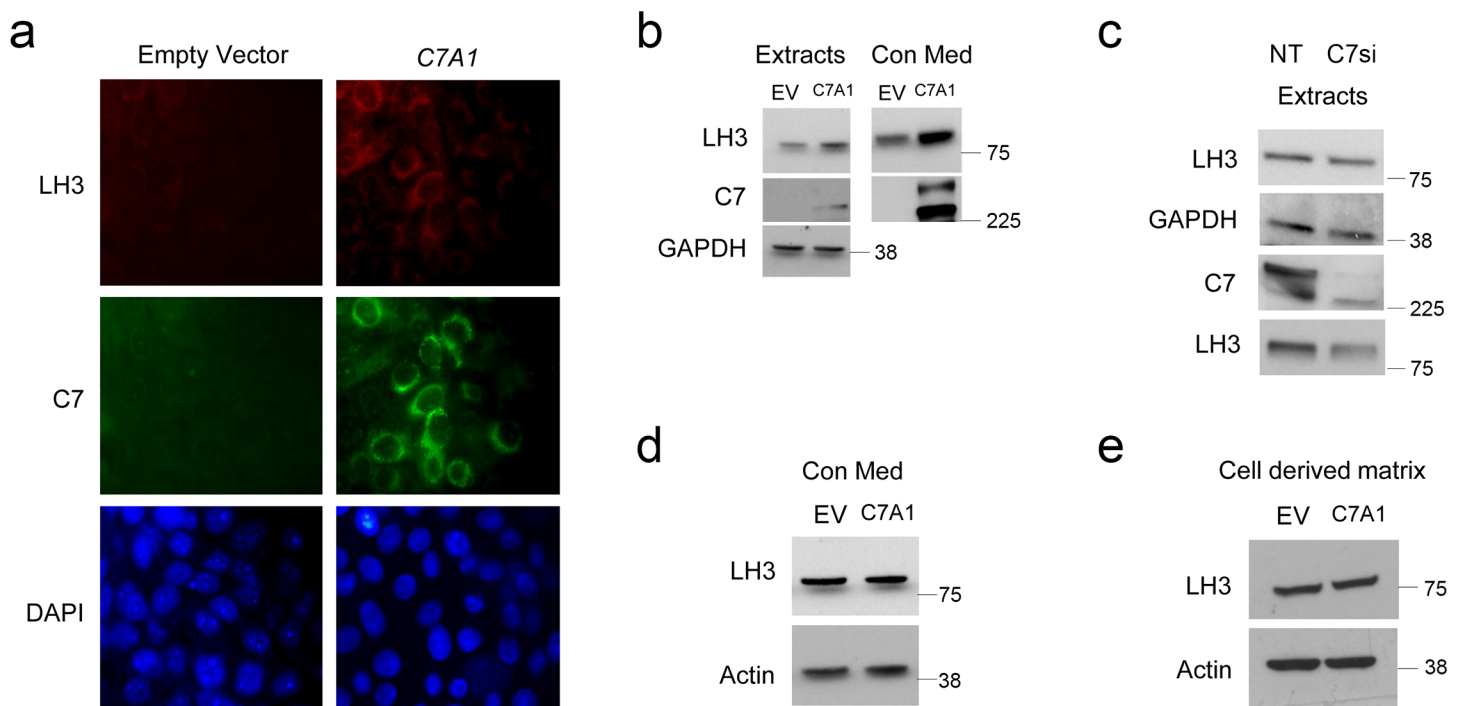 a
Empty Vector C7A1
LH3
C7
DAPI
b
Extracts Con Med
EV C7A1 EV C7A1
LH3
75
C7
225
GAPDH
38
c
NT C7si
Extracts
LH3
75
GAPDH
38
C7
225
LH3
75
d
Con Med
EV C7A1
LH3
75
Actin
38
e
Cell derived matrix
EV C7A1
LH3
75
Actin
38